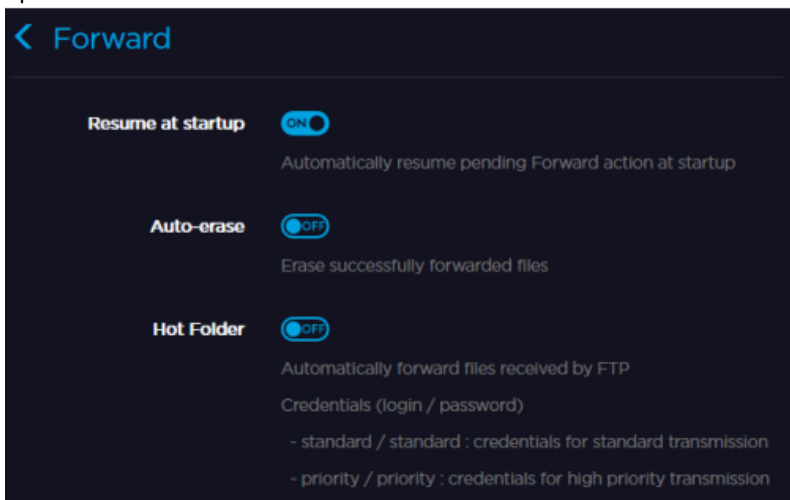 Forward
Resume at startup ON
Automatically resume pending Forward action at startup
Auto-erase OFF
Erase successfully forwarded files
Hot Folder OFF
Automatically forward files received by FTP
Credentials (login / password)
- standard / standard : credentials for standard transmission
- priority / priority : credentials for high priority transmission